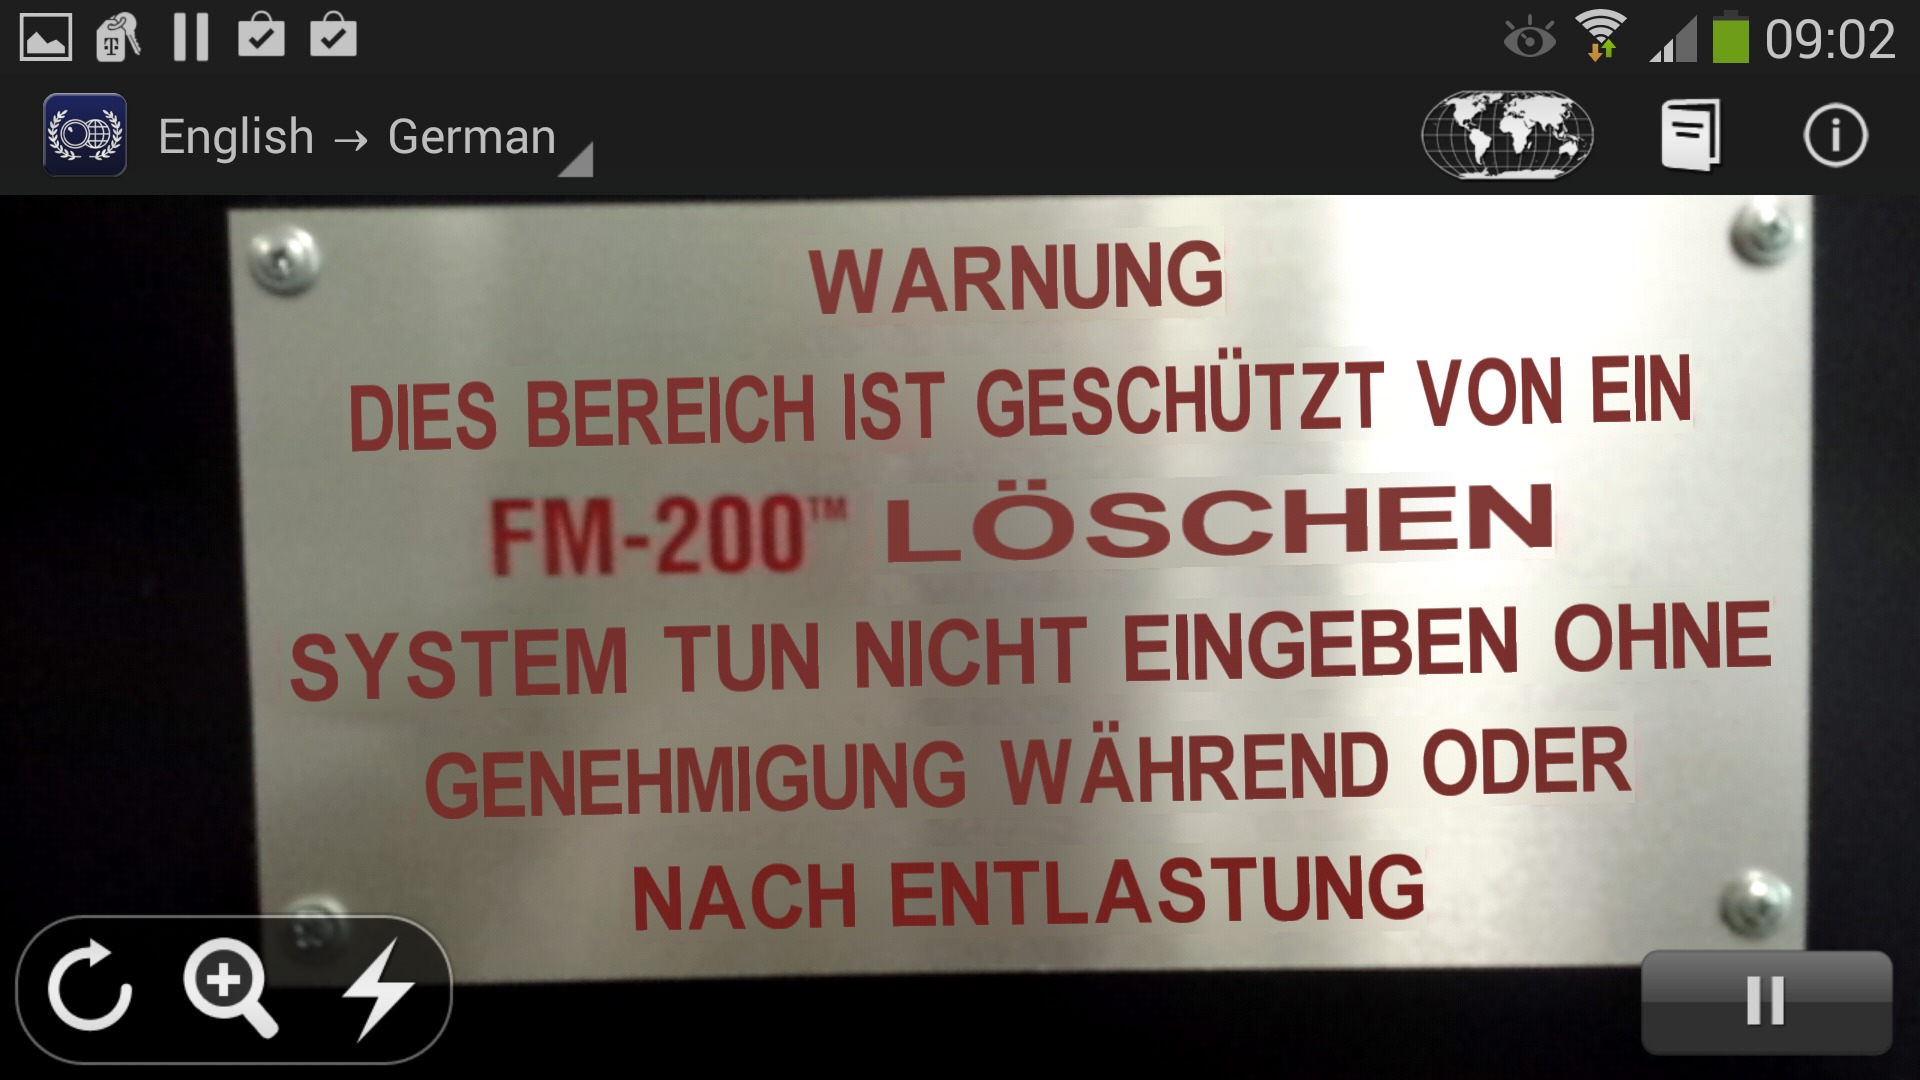 09:02
English → German
WARNUNG
DIES BEREICH IST GESCHÜTZT VON EIN
FM-200™ LÖSCHEN
SYSTEM TUN NICHT EINGEBEN OHNE
GENEHMIGUNG WÄHREND ODER
NACH ENTLASTUNG